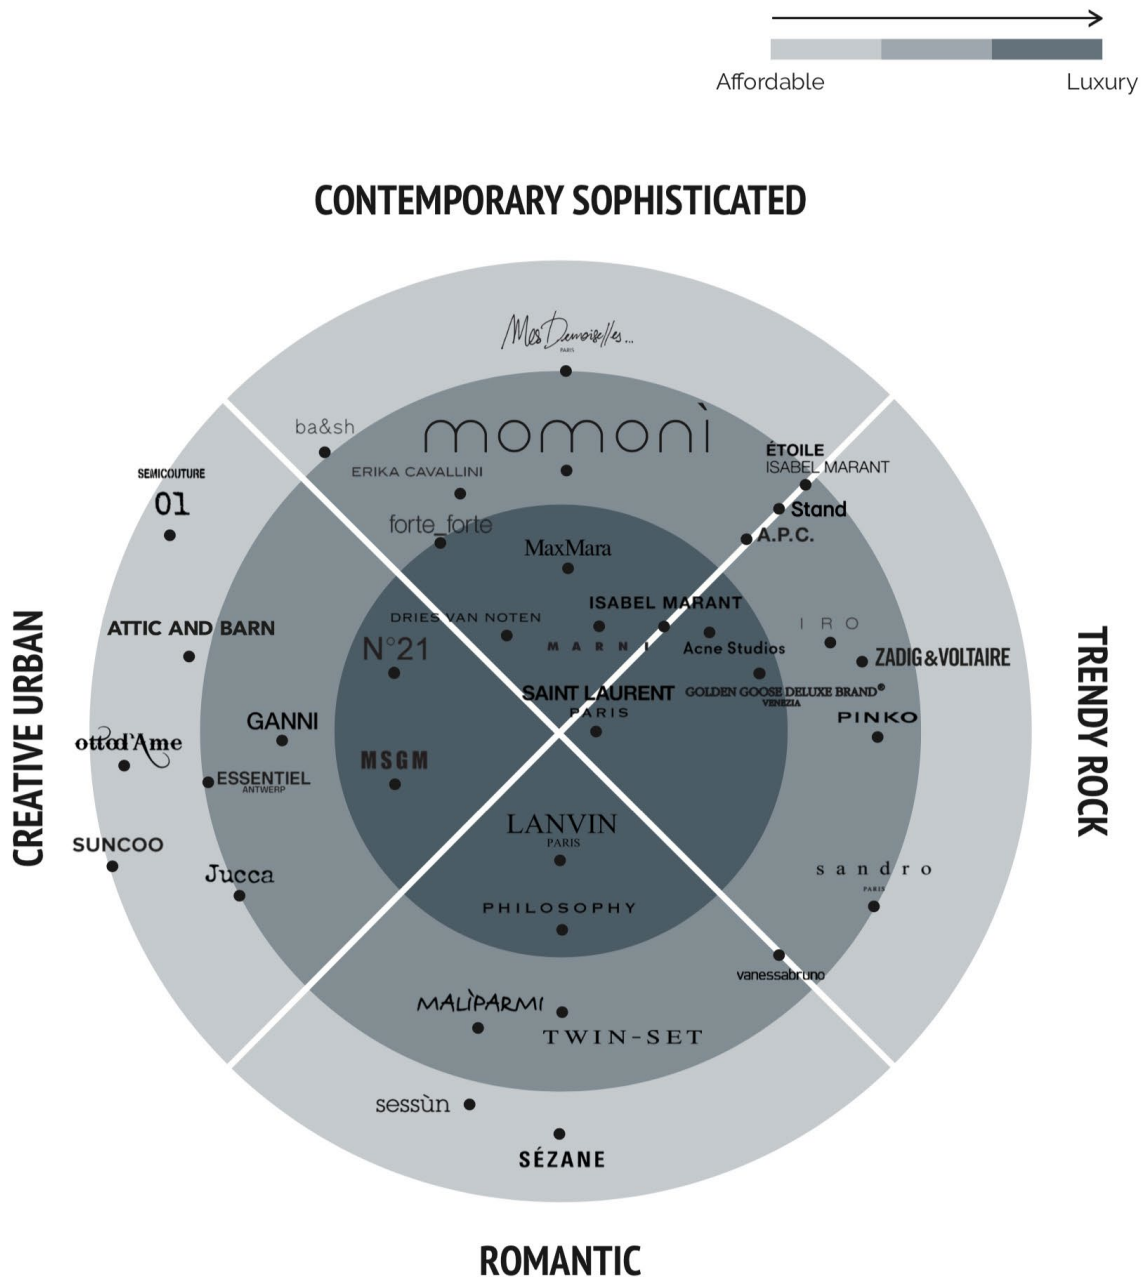 Affordable
Luxury
CONTEMPORARY SOPHISTICATED
Mes Demoiselles...
PARIS
momonì
ba&sh
ERIKA CAVALLINI
forte_forte
MaxMara
ÉTOILE
ISABEL MARANT
Stand
A.P.C.
SEMICOUTURE
01
ATTIC AND BARN
DRIES VAN NOTEN
N°21
ISABEL MARANT
MARNI
Acne Studios
IRO
ZADIG&VOLTAIRE
SAINT LAURENT
PARIS
GOLDEN GOOSE DELUXE BRAND®
VENEZIA
PINKO
CREATIVE URBAN
TRENDY ROCK
GANNI
ottod'Ame
ESSENTIEL
ANTWERP
MSGM
SUNCOO
Jucca
LANVIN
PARIS
sandro
PARIS
PHILOSOPHY
vanessabruno
MALÌPARMI
TWIN-SET
sessùn
SÉZANE
ROMANTIC